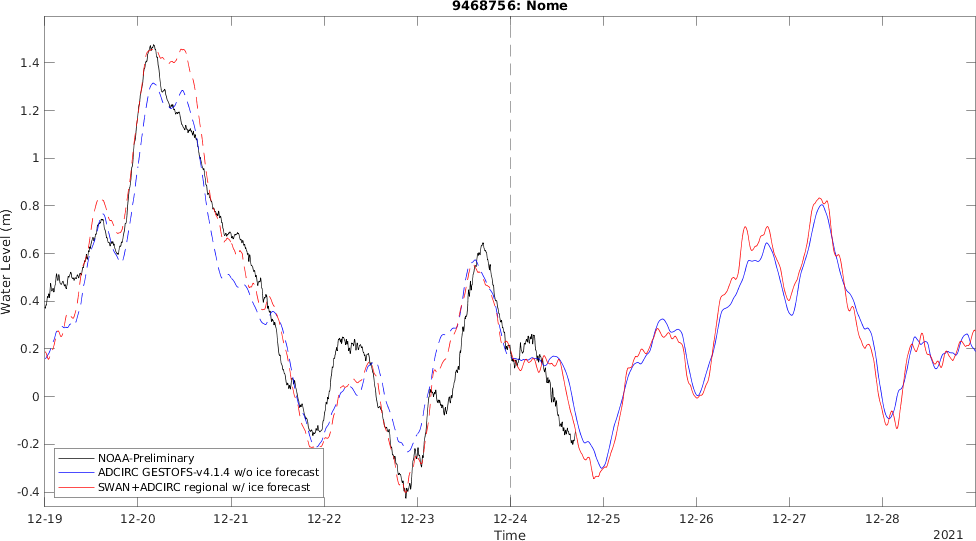 9468756: Nome
Water Level (m)
1.4
1.2
1
0.8
0.6
0.4
0.2
0
-0.2
-0.4
NOAA-Preliminary
ADCIRC GESTOFS-v4.1.4 w/o ice forecast
SWAN+ADCIRC regional w/ ice forecast
12-19 12-20 12-21 12-22 12-23 12-24 12-25 12-26 12-27 12-28
Time
2021